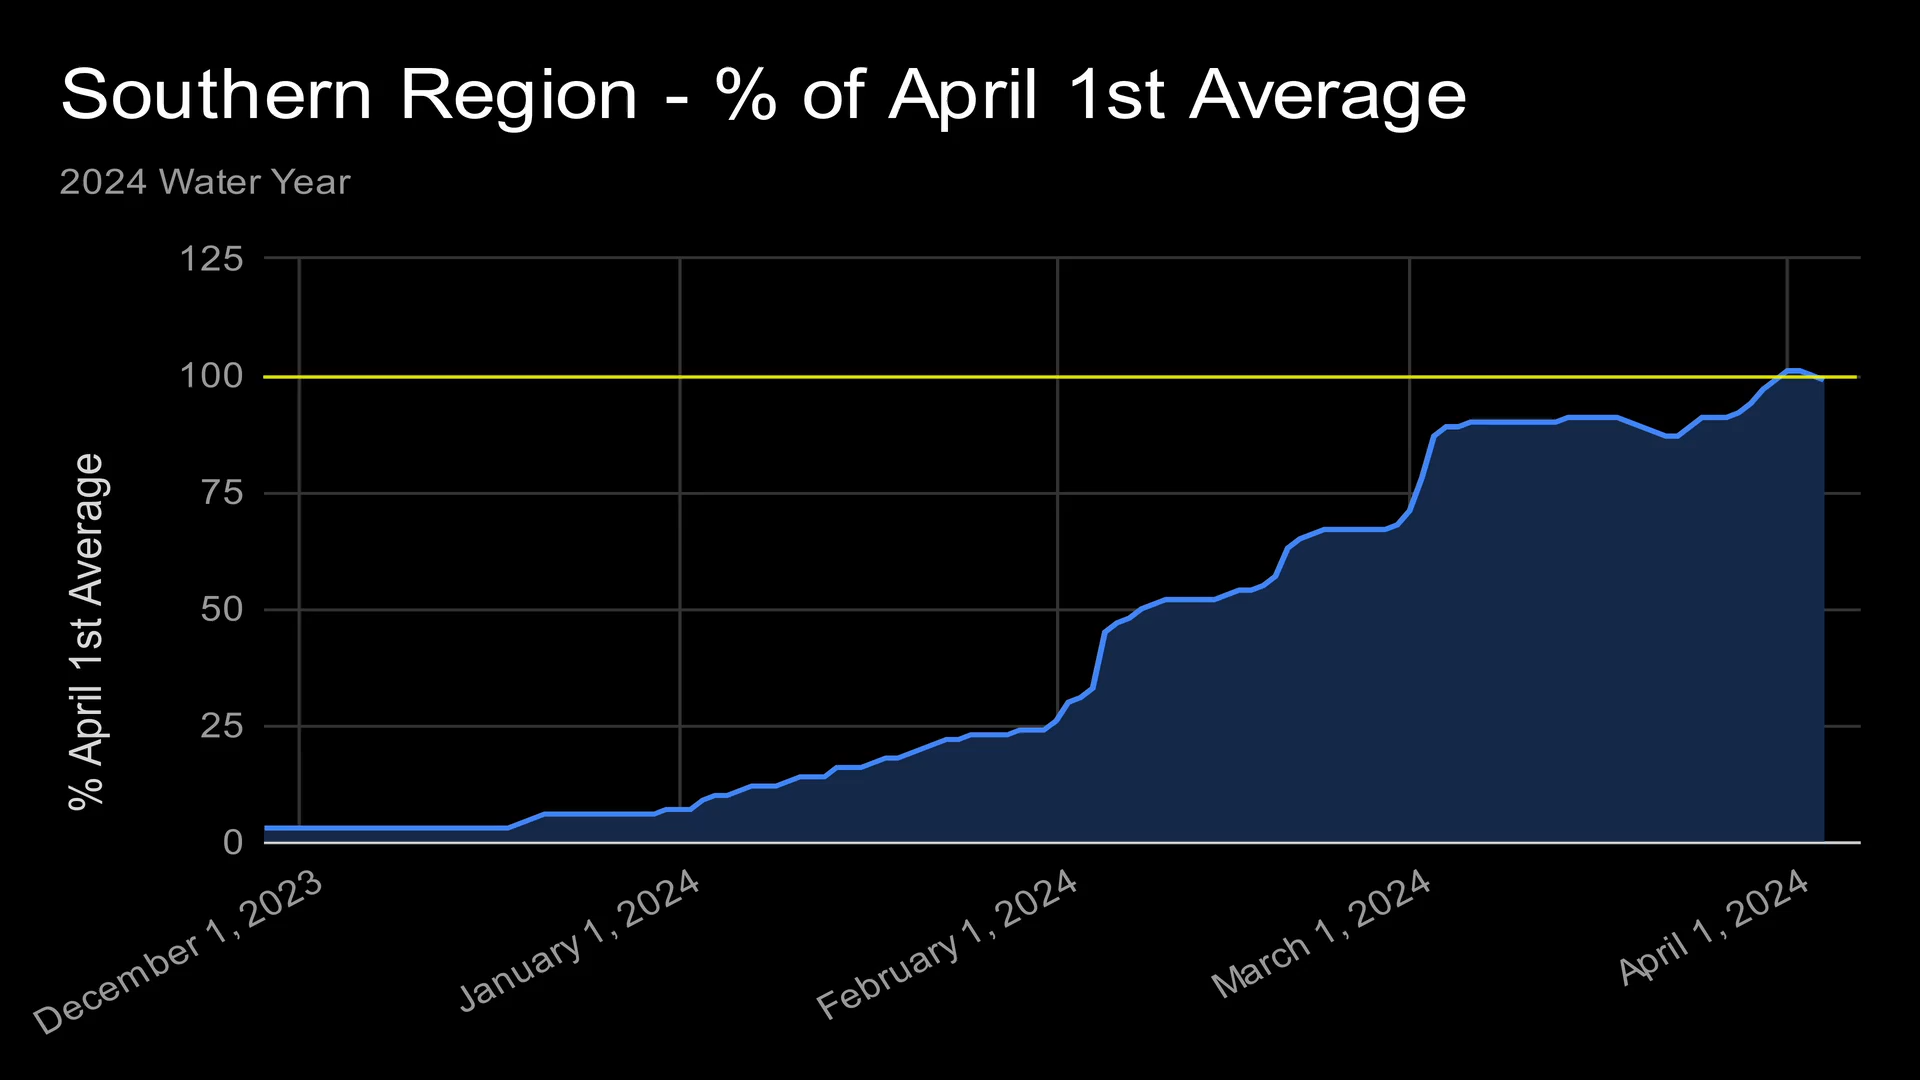 Southern Region - % of April 1st Average
2024 Water Year
% April 1st Average
125
100
75
50
25
0
December 1, 2023
January 1, 2024
February 1, 2024
March 1, 2024
April 1, 2024